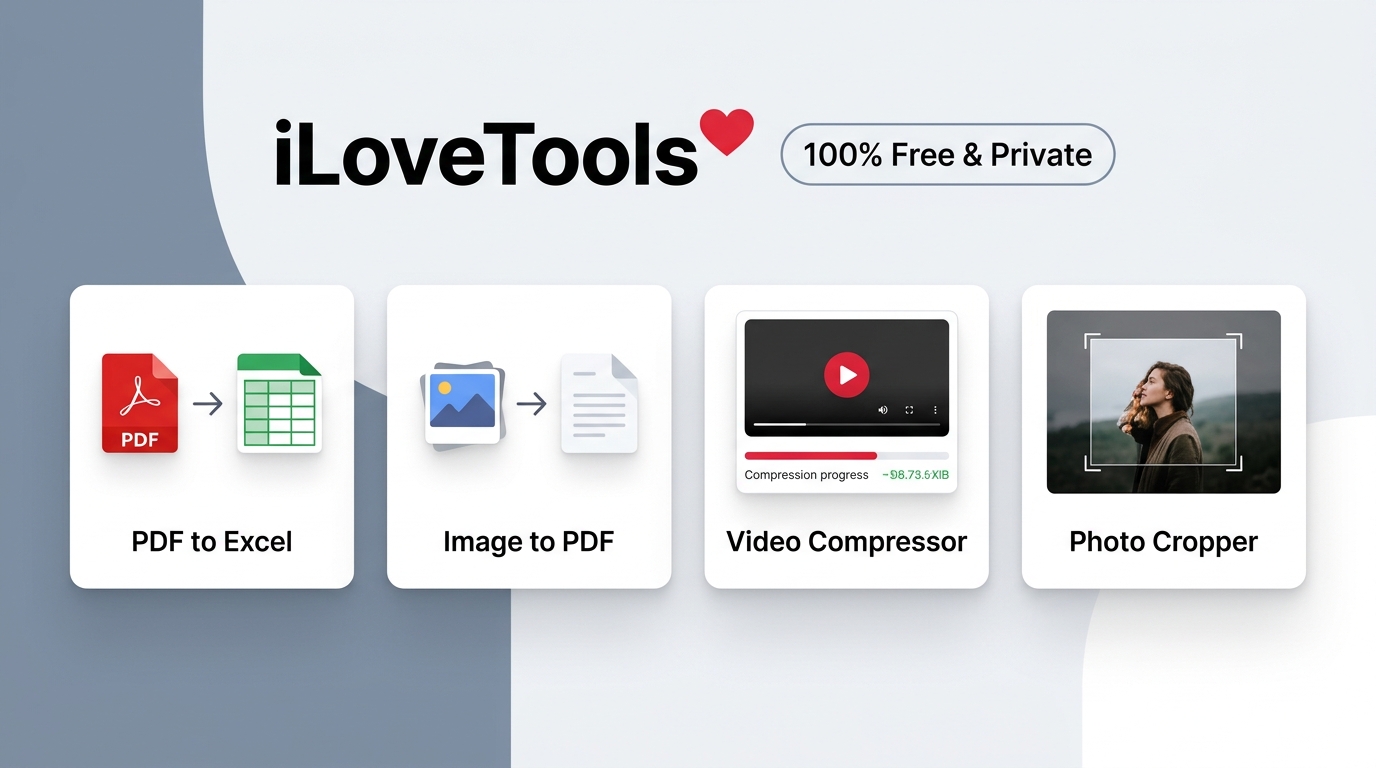 iLoveTools
100% Free & Private
PDF
Compression progress
PDF to Excel
Image to PDF
Video Compressor
Photo Cropper